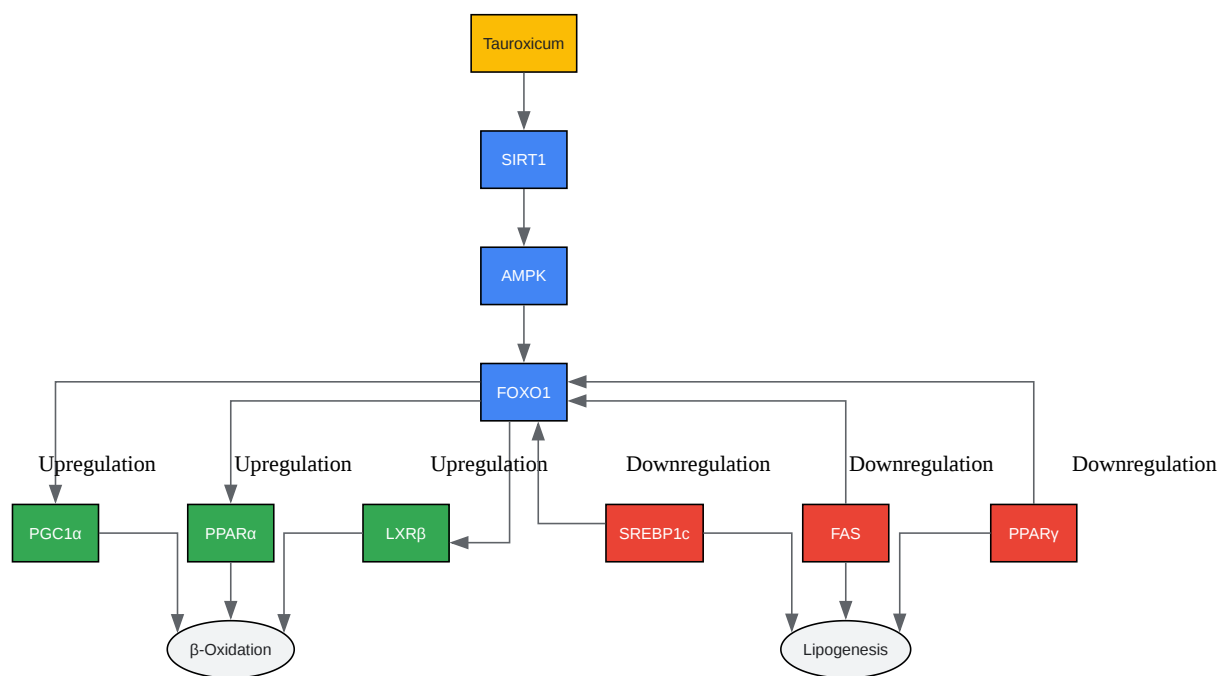 Tauroxicum
SIRT1
AMPK
FOXO1
Upregulation
Upregulation
Upregulation
Downregulation
Downregulation
Downregulation
PGC1α
PPARα
LXRβ
SREBP1c
FAS
PPARγ
β-Oxidation
Lipogenesis